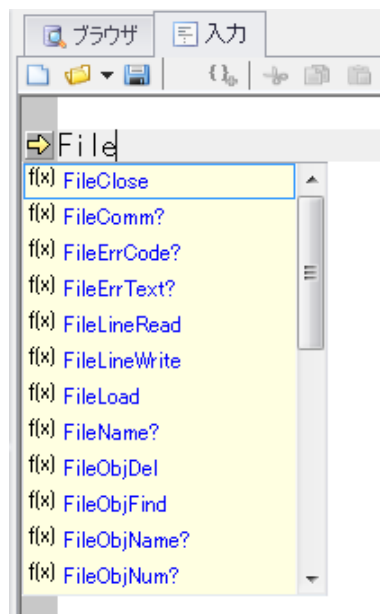 ブラウザ 入力
File
f(x) FileClose
f(x) FileComm?
f(x) FileErrCode?
f(x) FileErrText?
f(x) FileLineRead
f(x) FileLineWrite
f(x) FileLoad
f(x) FileName?
f(x) FileObjDel
f(x) FileObjFind
f(x) FileObjName?
f(x) FileObjNum?